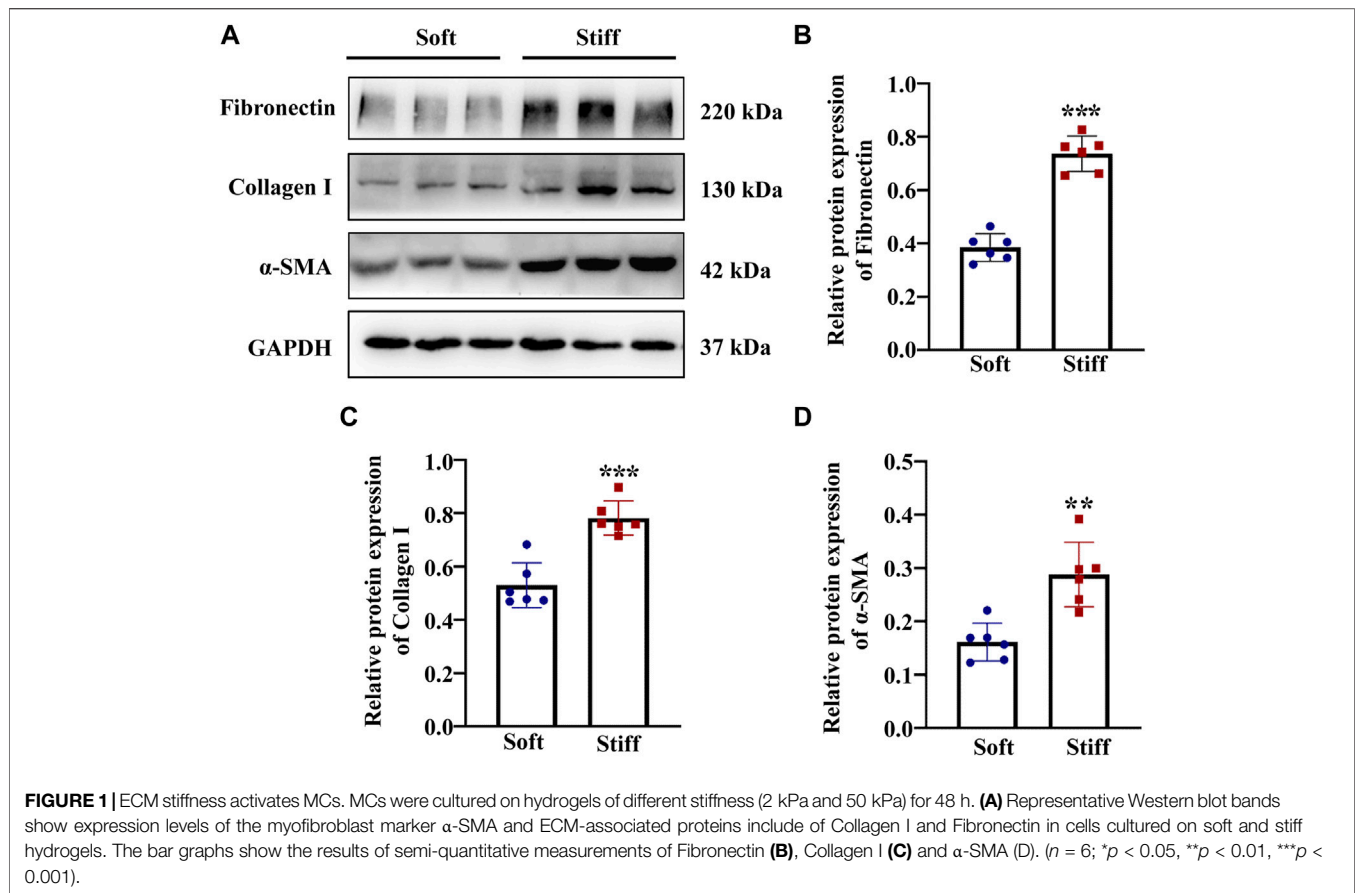 A
Soft Stiff
Fibronectin 220 kDa
Collagen I 130 kDa
α-SMA 42 kDa
GAPDH 37 kDa
B
Relative protein expression
of Fibronectin
1.0
***
0.8
0.6
0.4
0.2
0.0
Soft Stiff
C
Relative protein expression
of Collagen I
1.0
***
0.8
0.6
0.4
0.2
0.0
Soft Stiff
D
Relative protein expression
of α-SMA
0.5
**
0.4
0.3
0.2
0.1
0.0
Soft Stiff
FIGURE 1 | ECM stiffness activates MCs. MCs were cultured on hydrogels of different stiffness (2 kPa and 50 kPa) for 48 h. (A) Representative Western blot bands
show expression levels of the myofibroblast marker α-SMA and ECM-associated proteins include of Collagen I and Fibronectin in cells cultured on soft and stiff
hydrogels. The bar graphs show the results of semi-quantitative measurements of Fibronectin (B), Collagen I (C) and α-SMA (D). (n = 6; *p < 0.05, **p < 0.01, ***p <
0.001).